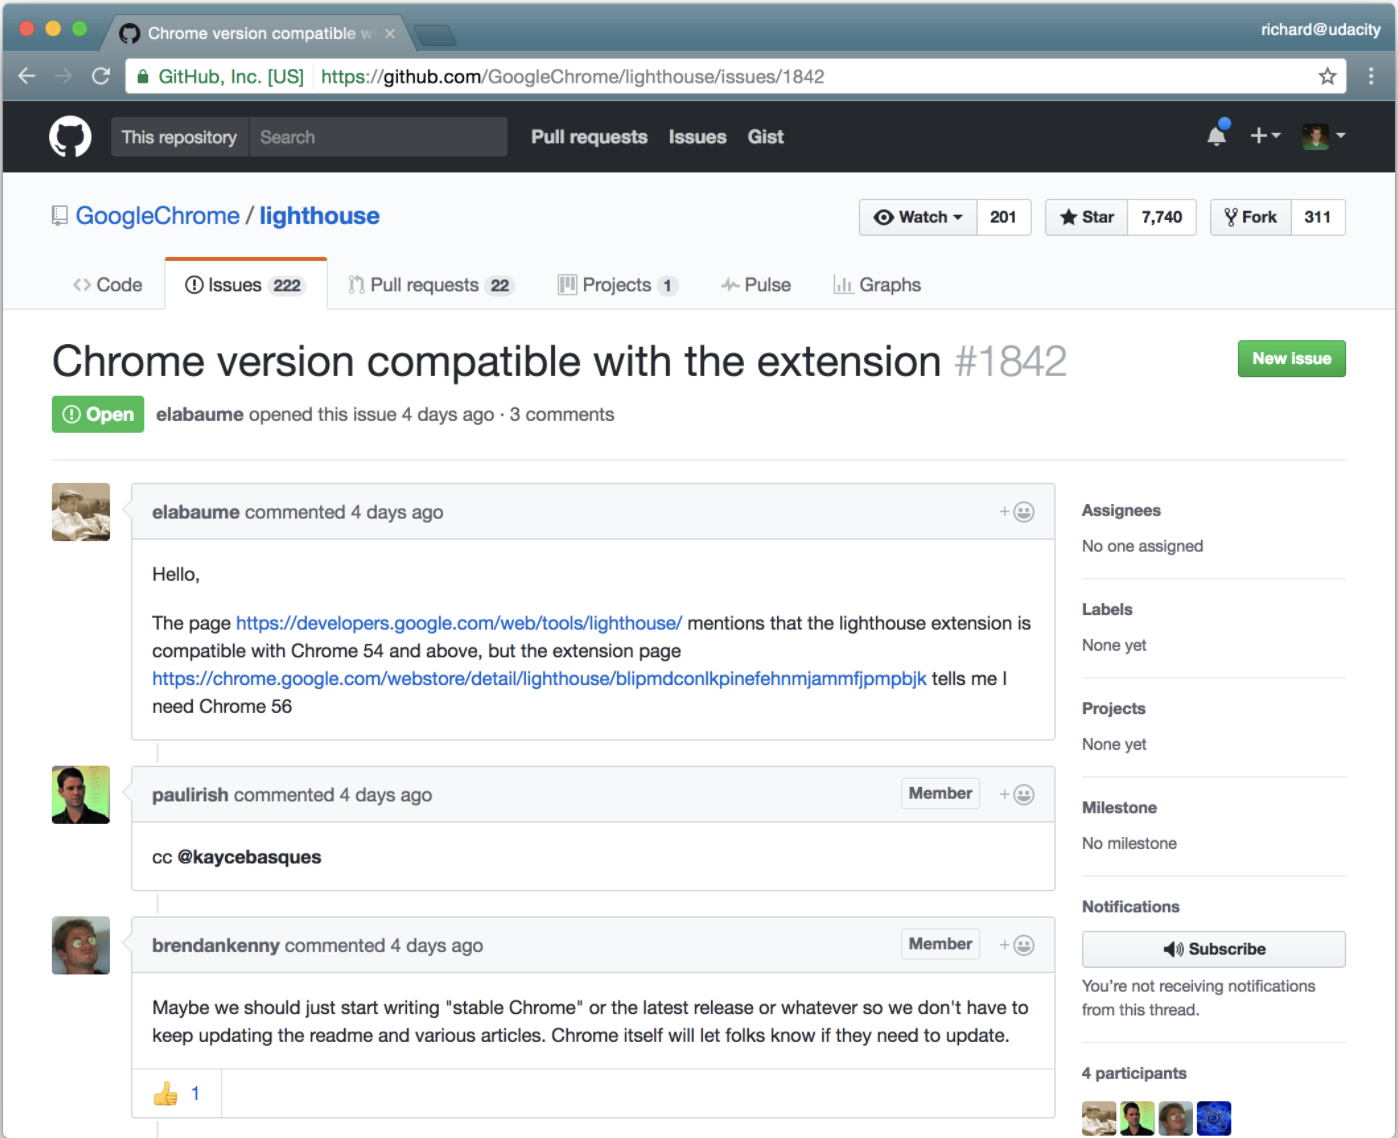 Chrome version compatible wi
richard@udacity
GitHub, Inc. [US] https://github.com/GoogleChrome/lighthouse/issues/1842
This repository Search Pull requests Issues Gist
GoogleChrome / lighthouse
Watch 201 Star 7,740 Fork 311
Code Issues 222 Pull requests 22 Projects 1 Pulse Graphs
Chrome version compatible with the extension #1842
New issue
Open elabaume opened this issue 4 days ago · 3 comments
elabaume commented 4 days ago
Hello,
The page https://developers.google.com/web/tools/lighthouse/ mentions that the lighthouse extension is
compatible with Chrome 54 and above, but the extension page
https://chrome.google.com/webstore/detail/lighthouse/blipmdconlkpinefehnmjammfjpmpbjk tells me I
need Chrome 56
paulirish commented 4 days ago Member
cc @kaycebasques
brendankenny commented 4 days ago Member
Maybe we should just start writing "stable Chrome" or the latest release or whatever so we don't have to
keep updating the readme and various articles. Chrome itself will let folks know if they need to update.
1
Assignees
No one assigned
Labels
None yet
Projects
None yet
Milestone
No milestone
Notifications
Subscribe
You're not receiving notifications
from this thread.
4 participants